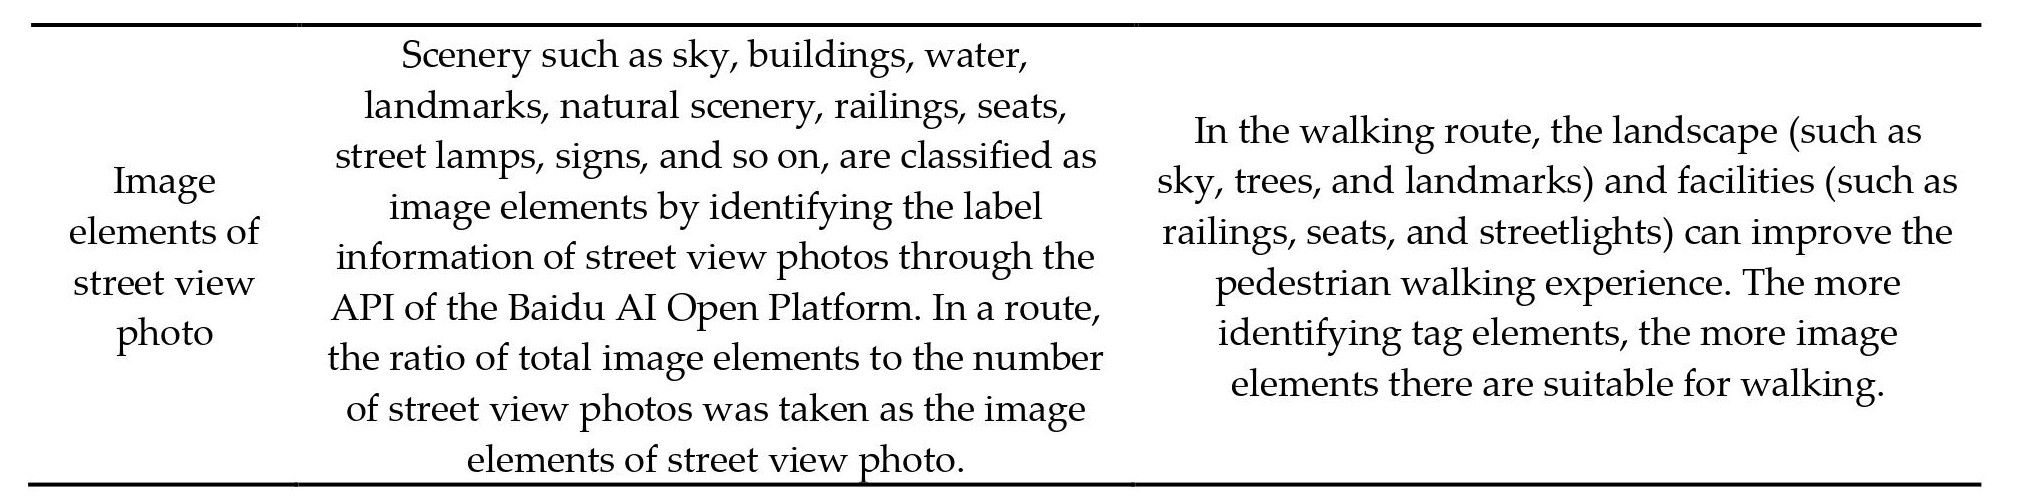 Image
elements of
street view
photo
Scenery such as sky, buildings, water,
landmarks, natural scenery, railings, seats,
street lamps, signs, and so on, are classified as
image elements by identifying the label
information of street view photos through the
API of the Baidu AI Open Platform. In a route,
the ratio of total image elements to the number
of street view photos was taken as the image
elements of street view photo.
In the walking route, the landscape (such as
sky, trees, and landmarks) and facilities (such as
railings, seats, and streetlights) can improve the
pedestrian walking experience. The more
identifying tag elements, the more image
elements there are suitable for walking.